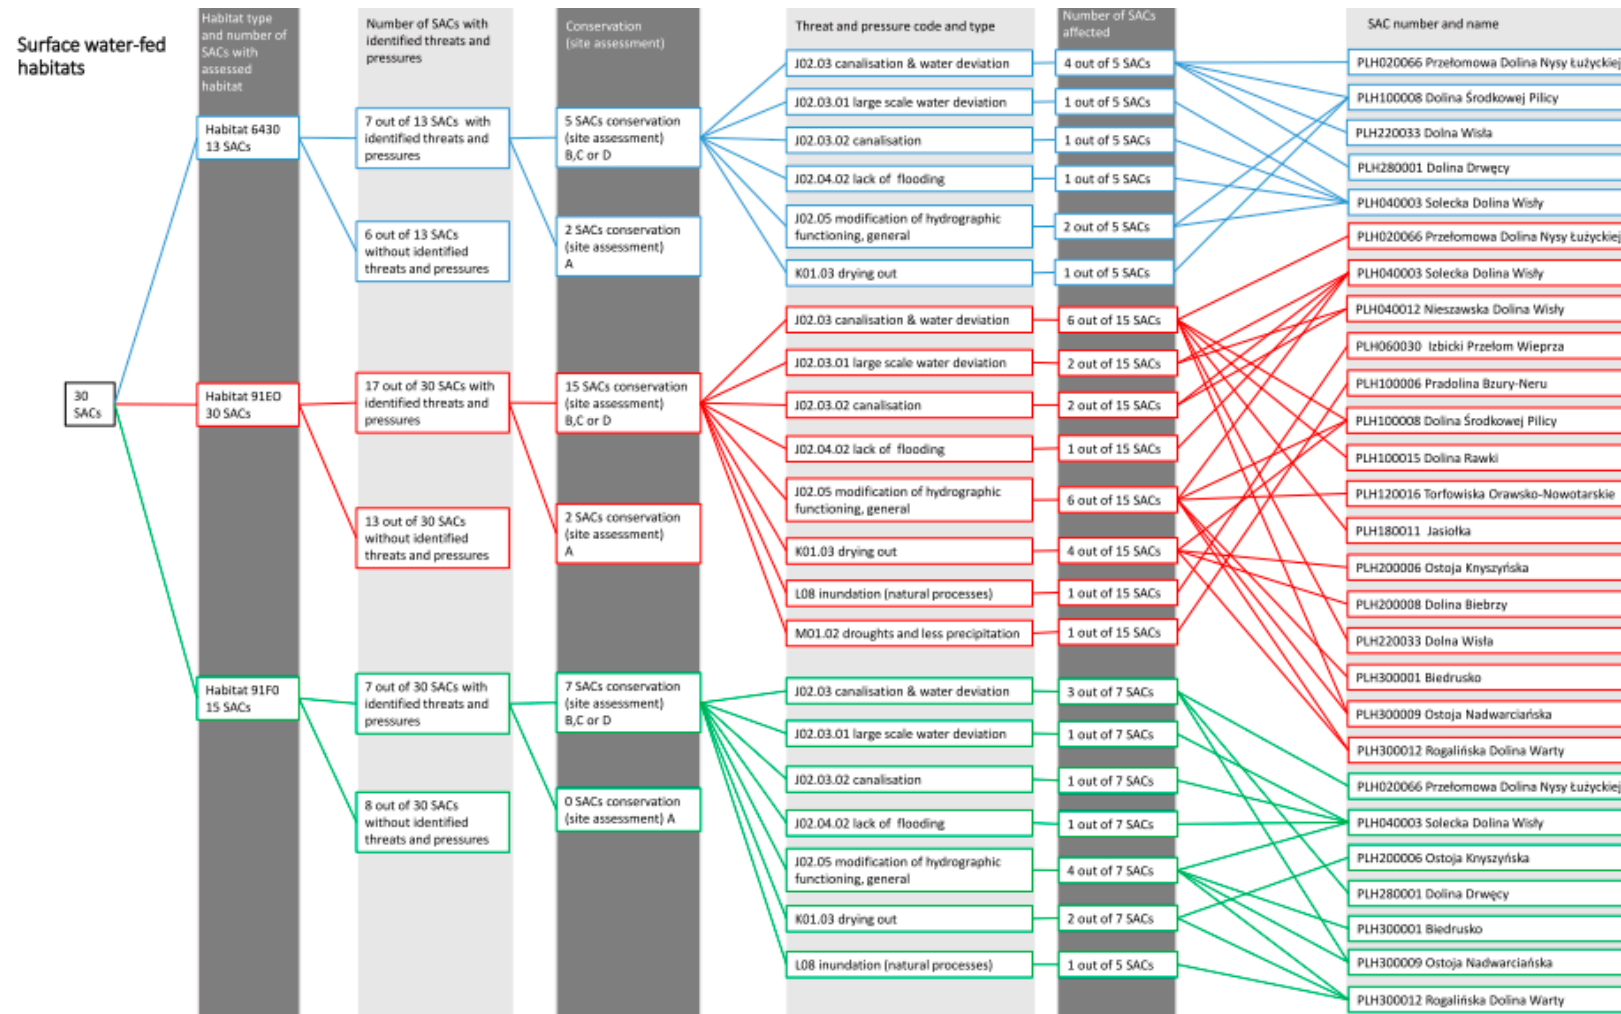 Surface water-fed
habitats
Habitat type
and number of
SACs with
assessed
habitat
Number of SACs with
identified threats and
pressures
Conservation
(site assessment)
Threat and pressure code and type
Number of SACs
affected
SAC number and name
30
SACs
Habitat 6430
13 SACs
7 out of 13 SACs with
identified threats and
pressures
6 out of 13 SACs
without identified
threats and pressures
5 SACs conservation
(site assessment)
B,C or D
2 SACs conservation
(site assessment)
A
J02.03 canalisation & water deviation
4 out of 5 SACs
J02.03.01 large scale water deviation
1 out of 5 SACs
J02.03.02 canalisation
1 out of 5 SACs
J02.04.02 lack of flooding
1 out of 5 SACs
J02.05 modification of hydrographic
functioning, general
2 out of 5 SACs
K01.03 drying out
1 out of 5 SACs
PLH020066 Przełomowa Dolina Nysy Łużyckiej
PLH100008 Dolina Środkowej Pilicy
PLH220033 Dolna Wisła
PLH280001 Dolina Drwęcy
PLH040003 Solecka Dolina Wisły
Habitat 91EO
30 SACs
17 out of 30 SACs with
identified threats and
pressures
13 out of 30 SACs
without identified
threats and pressures
15 SACs conservation
(site assessment)
B,C or D
2 SACs conservation
(site assessment)
A
J02.03 canalisation & water deviation
6 out of 15 SACs
J02.03.01 large scale water deviation
2 out of 15 SACs
J02.03.02 canalisation
2 out of 15 SACs
J02.04.02 lack of flooding
1 out of 15 SACs
J02.05 modification of hydrographic
functioning, general
6 out of 15 SACs
K01.03 drying out
4 out of 15 SACs
L08 inundation (natural processes)
1 out of 15 SACs
M01.02 droughts and less precipitation
1 out of 15 SACs
PLH020066 Przełomowa Dolina Nysy Łużyckiej
PLH040003 Solecka Dolina Wisły
PLH040012 Nieszawska Dolina Wisły
PLH060030 Izbicki Przełom Wieprza
PLH100006 Pradolina Bzury-Neru
PLH100008 Dolina Środkowej Pilicy
PLH100015 Dolina Rawki
PLH120016 Torfowiska Orawsko-Nowotarskie
PLH180011 Jasiołka
PLH200006 Ostoja Knyszyńska
PLH200008 Dolina Biebrzy
PLH220033 Dolna Wisła
PLH300001 Biedrusko
PLH300009 Ostoja Nadwarciańska
PLH300012 Rogalińska Dolina Warty
Habitat 91F0
15 SACs
7 out of 30 SACs with
identified threats and
pressures
8 out of 30 SACs
without identified
threats and pressures
7 SACs conservation
(site assessment)
B,C or D
0 SACs conservation
(site assessment) A
J02.03 canalisation & water deviation
3 out of 7 SACs
J02.03.01 large scale water deviation
1 out of 7 SACs
J02.03.02 canalisation
1 out of 7 SACs
J02.04.02 lack of flooding
1 out of 7 SACs
J02.05 modification of hydrographic
functioning, general
4 out of 7 SACs
K01.03 drying out
2 out of 7 SACs
L08 inundation (natural processes)
1 out of 5 SACs
PLH020066 Przełomowa Dolina Nysy Łużyckiej
PLH040003 Solecka Dolina Wisły
PLH200006 Ostoja Knyszyńska
PLH280001 Dolina Drwęcy
PLH300001 Biedrusko
PLH300009 Ostoja Nadwarciańska
PLH300012 Rogalińska Dolina Warty